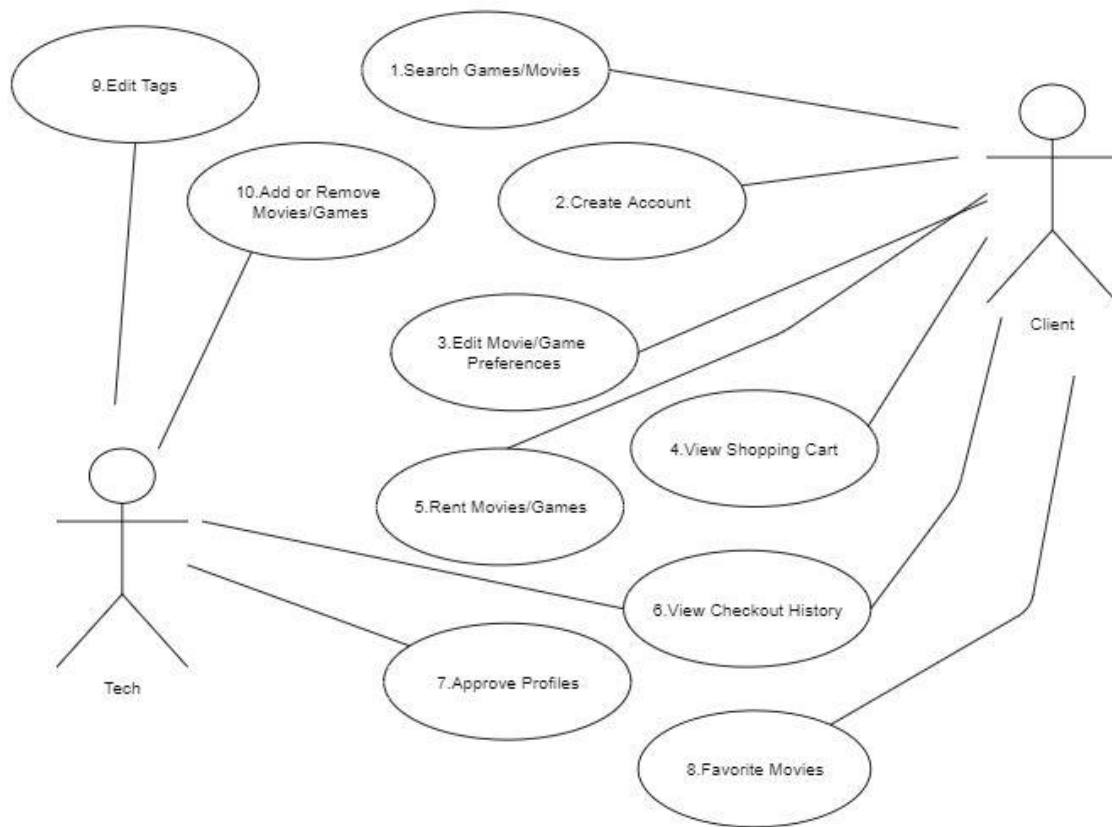 9.Edit Tags
1.Search Games/Movies
10.Add or Remove
Movies/Games
2.Create Account
Client
3.Edit Movie/Game
Preferences
4.View Shopping Cart
5.Rent Movies/Games
6.View Checkout History
Tech
7.Approve Profiles
8.Favorite Movies